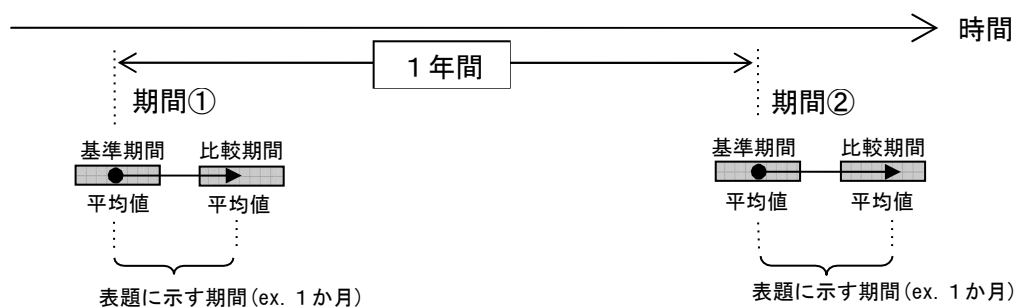 時間
１年間
期間①
期間②
基準期間 比較期間
基準期間 比較期間
平均値 平均値
平均値 平均値
表題に示す期間（ex. １か月）
表題に示す期間（ex. １か月）